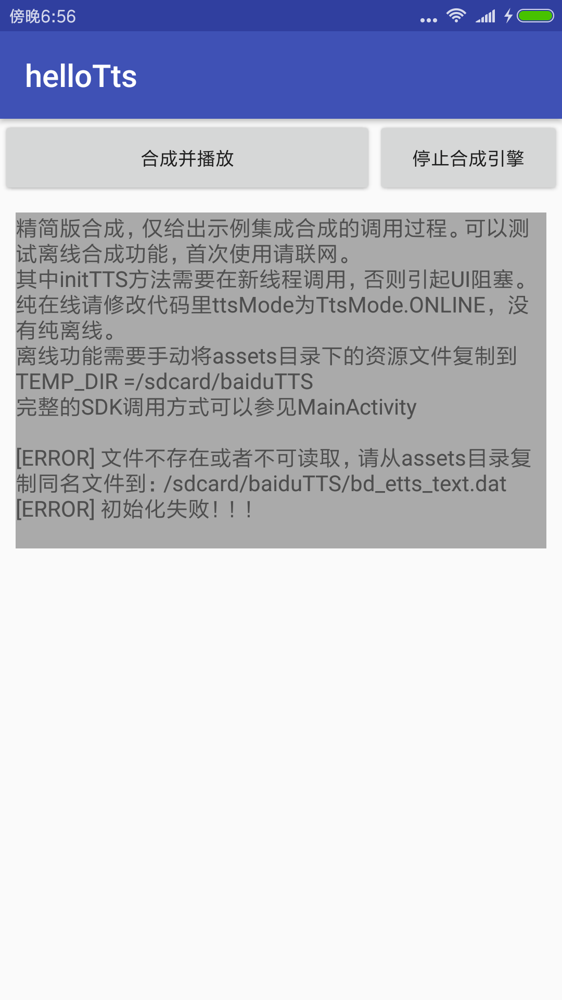 傍晚6:56
helloTts
合成并播放
停止合成引擎
精简版合成，仅给出示例集成合成的调用过程。可以测
试离线合成功能，首次使用请联网。
其中initTTS方法需要在新线程调用，否则引起UI阻塞。
纯在线请修改代码里ttsMode为TtsMode.ONLINE，没
有纯离线。
离线功能需要手动将assets目录下的资源文件复制到
TEMP_DIR =/sdcard/baiduTTS
完整的SDK调用方式可以参见MainActivity
[ERROR] 文件不存在或者不可读取，请从assets目录复
制同名文件到：/sdcard/baiduTTS/bd_etts_text.dat
[ERROR] 初始化失败！！！